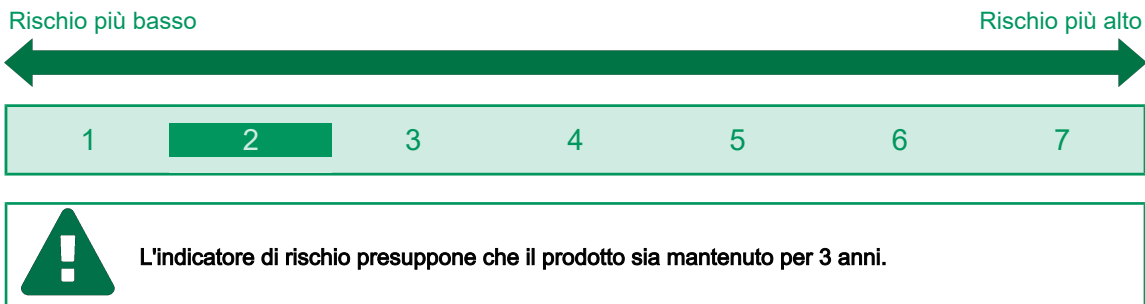 Rischio più basso Rischio più alto
1 2 3 4 5 6 7
L'indicatore di rischio presuppone che il prodotto sia mantenuto per 3 anni.